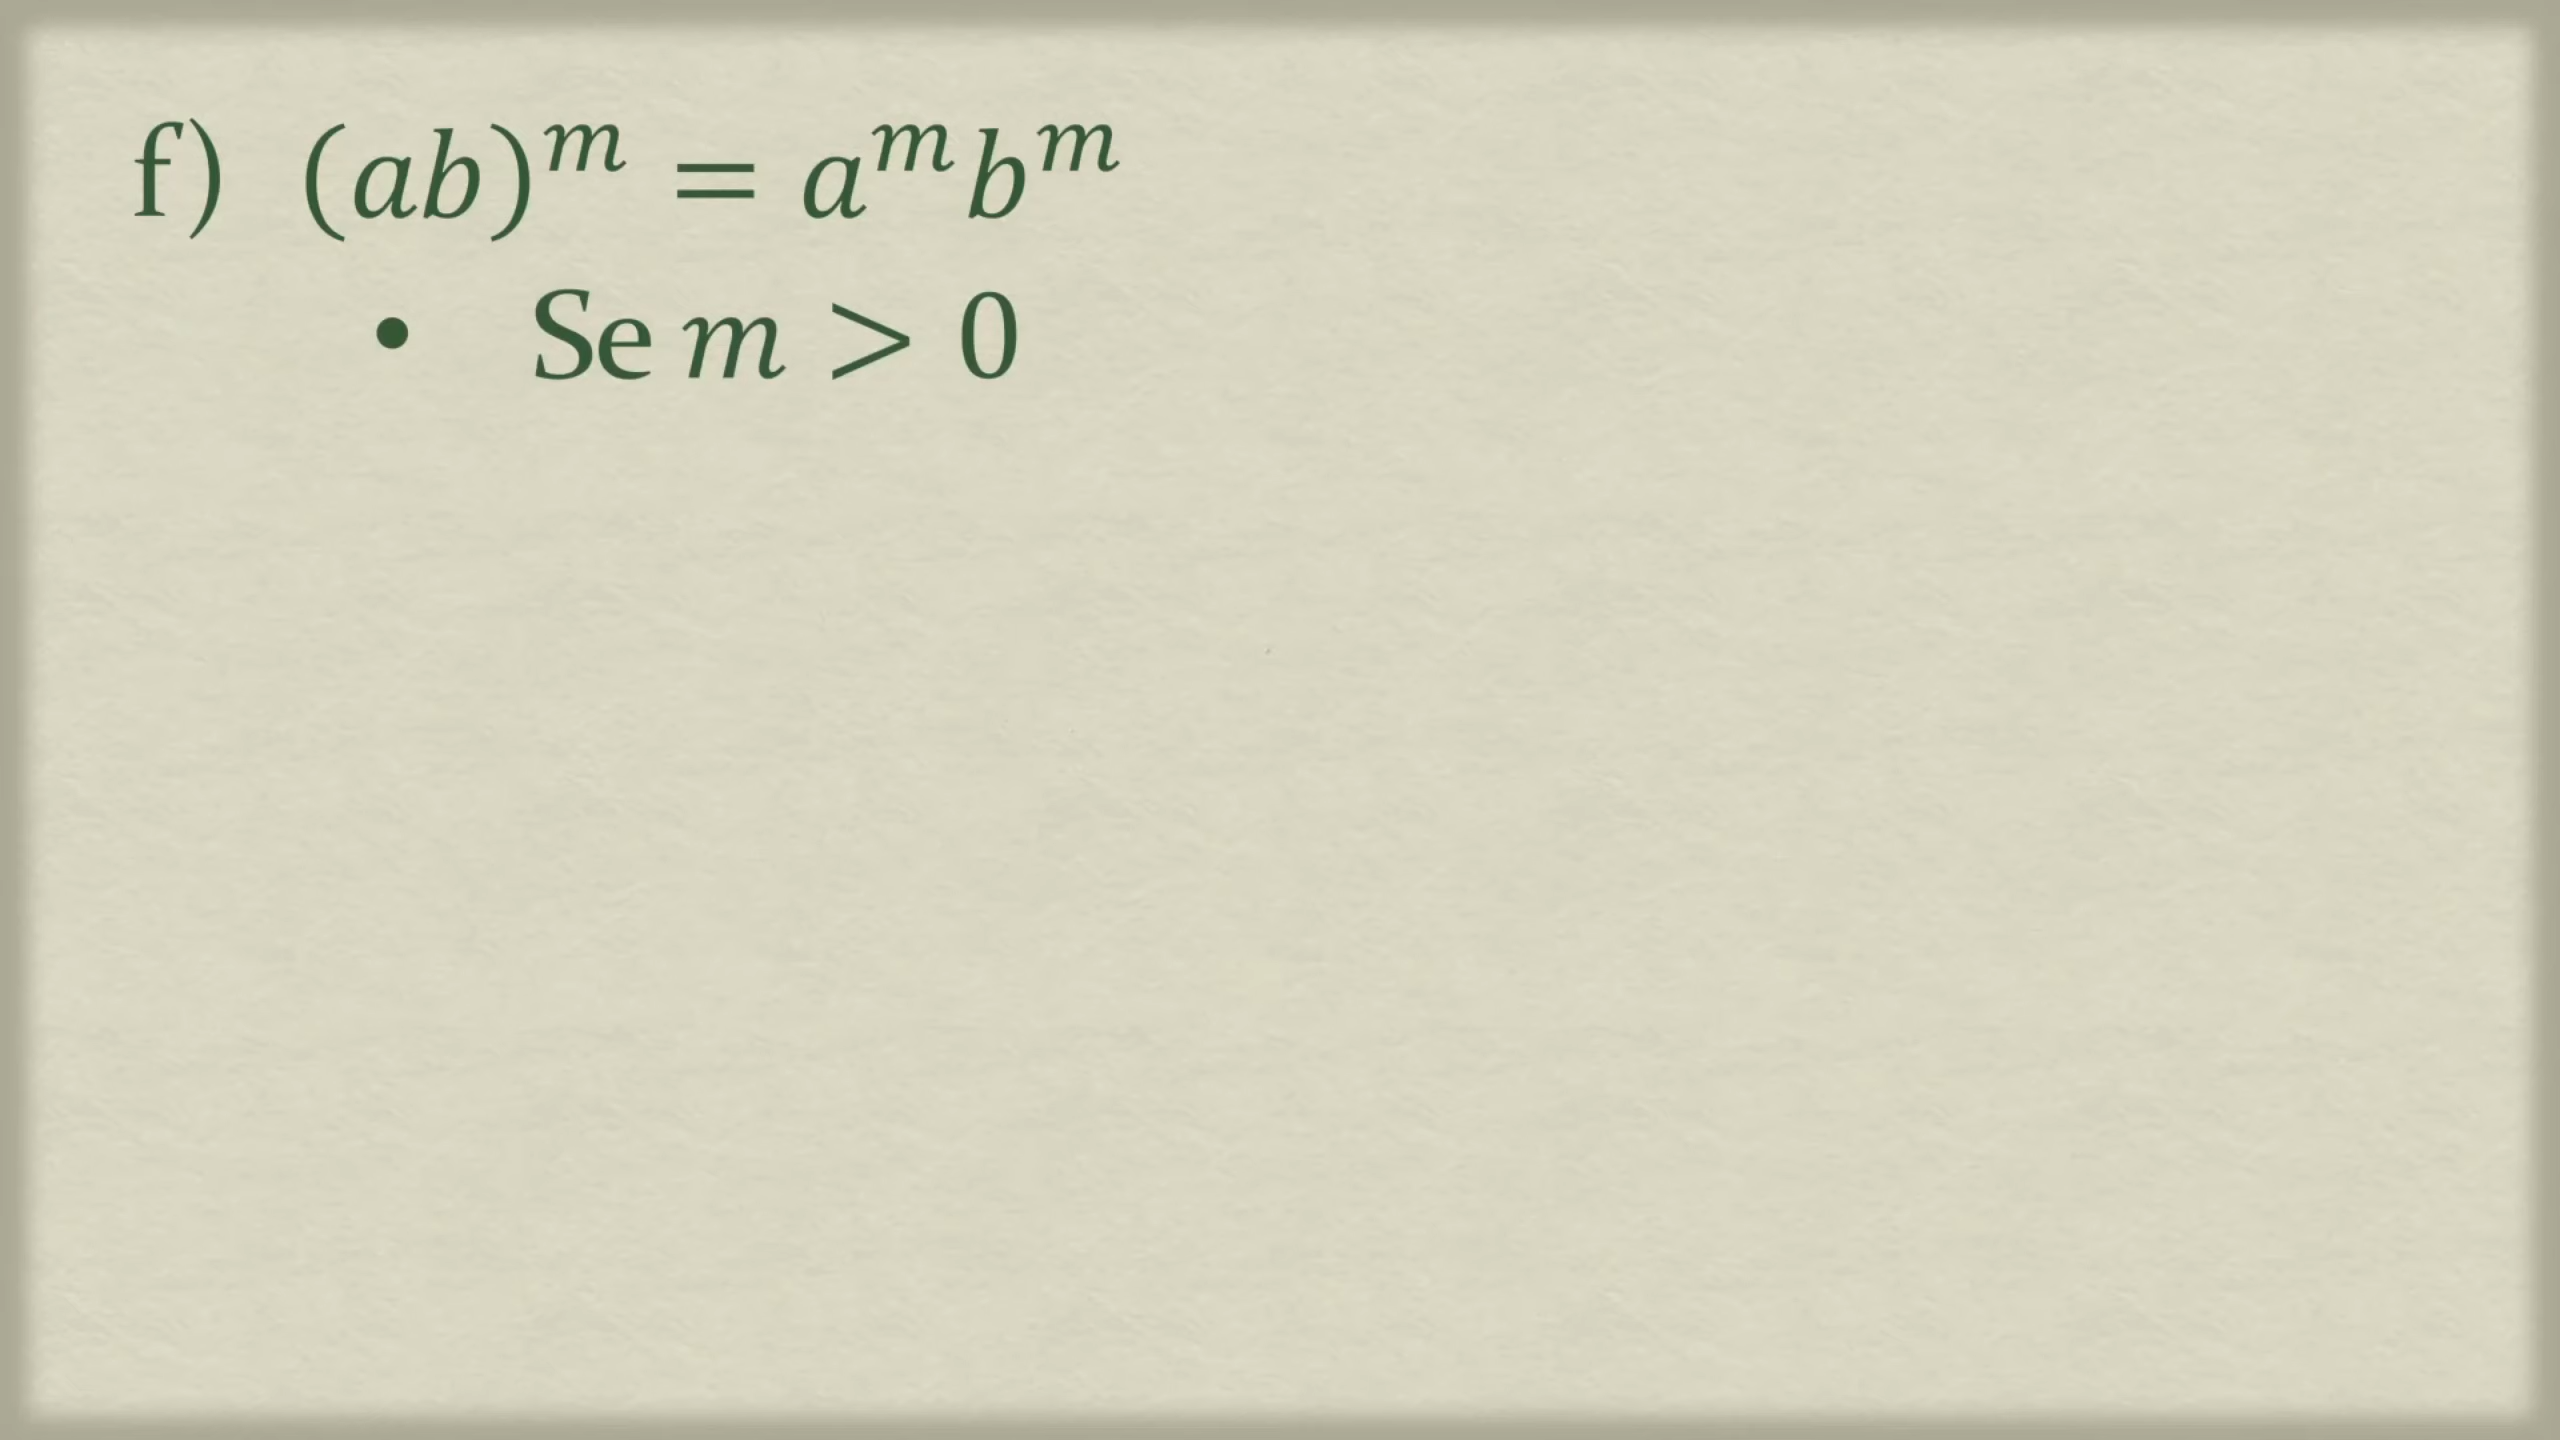 f) $(ab)^m = a^m b^m$
• Se $m > 0$